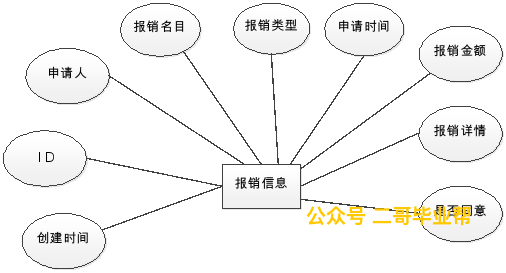 报销名目
报销类型
申请时间
报销金额
申请人
报销详情
ID
报销信息
是否同意
公众号 二哥毕业帮
创建时间